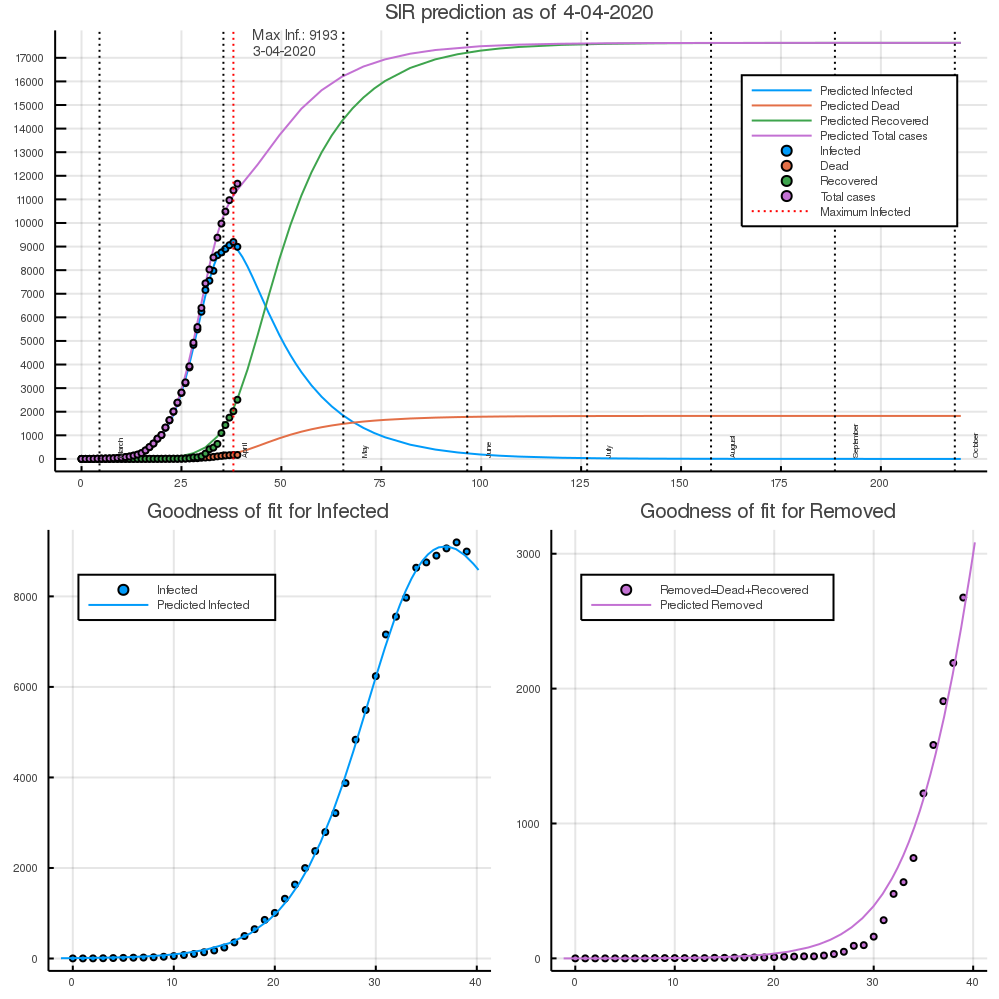 SIR prediction as of 4-04-2020
Max Inf.: 9193
3-04-2020
17000
16000
15000
14000
13000
12000
11000
10000
9000
8000
7000
6000
5000
4000
3000
2000
1000
0
Predicted Infected
Predicted Dead
Predicted Recovered
Predicted Total cases
Infected
Dead
Recovered
Total cases
Maximum Infected
March
April
May
June
July
August
September
October
0 25 50 75 100 125 150 175 200
Goodness of fit for Infected
8000
6000
4000
2000
0
Infected
Predicted Infected
0 10 20 30 40
Goodness of fit for Removed
3000
2000
1000
0
Removed=Dead+Recovered
Predicted Removed
0 10 20 30 40